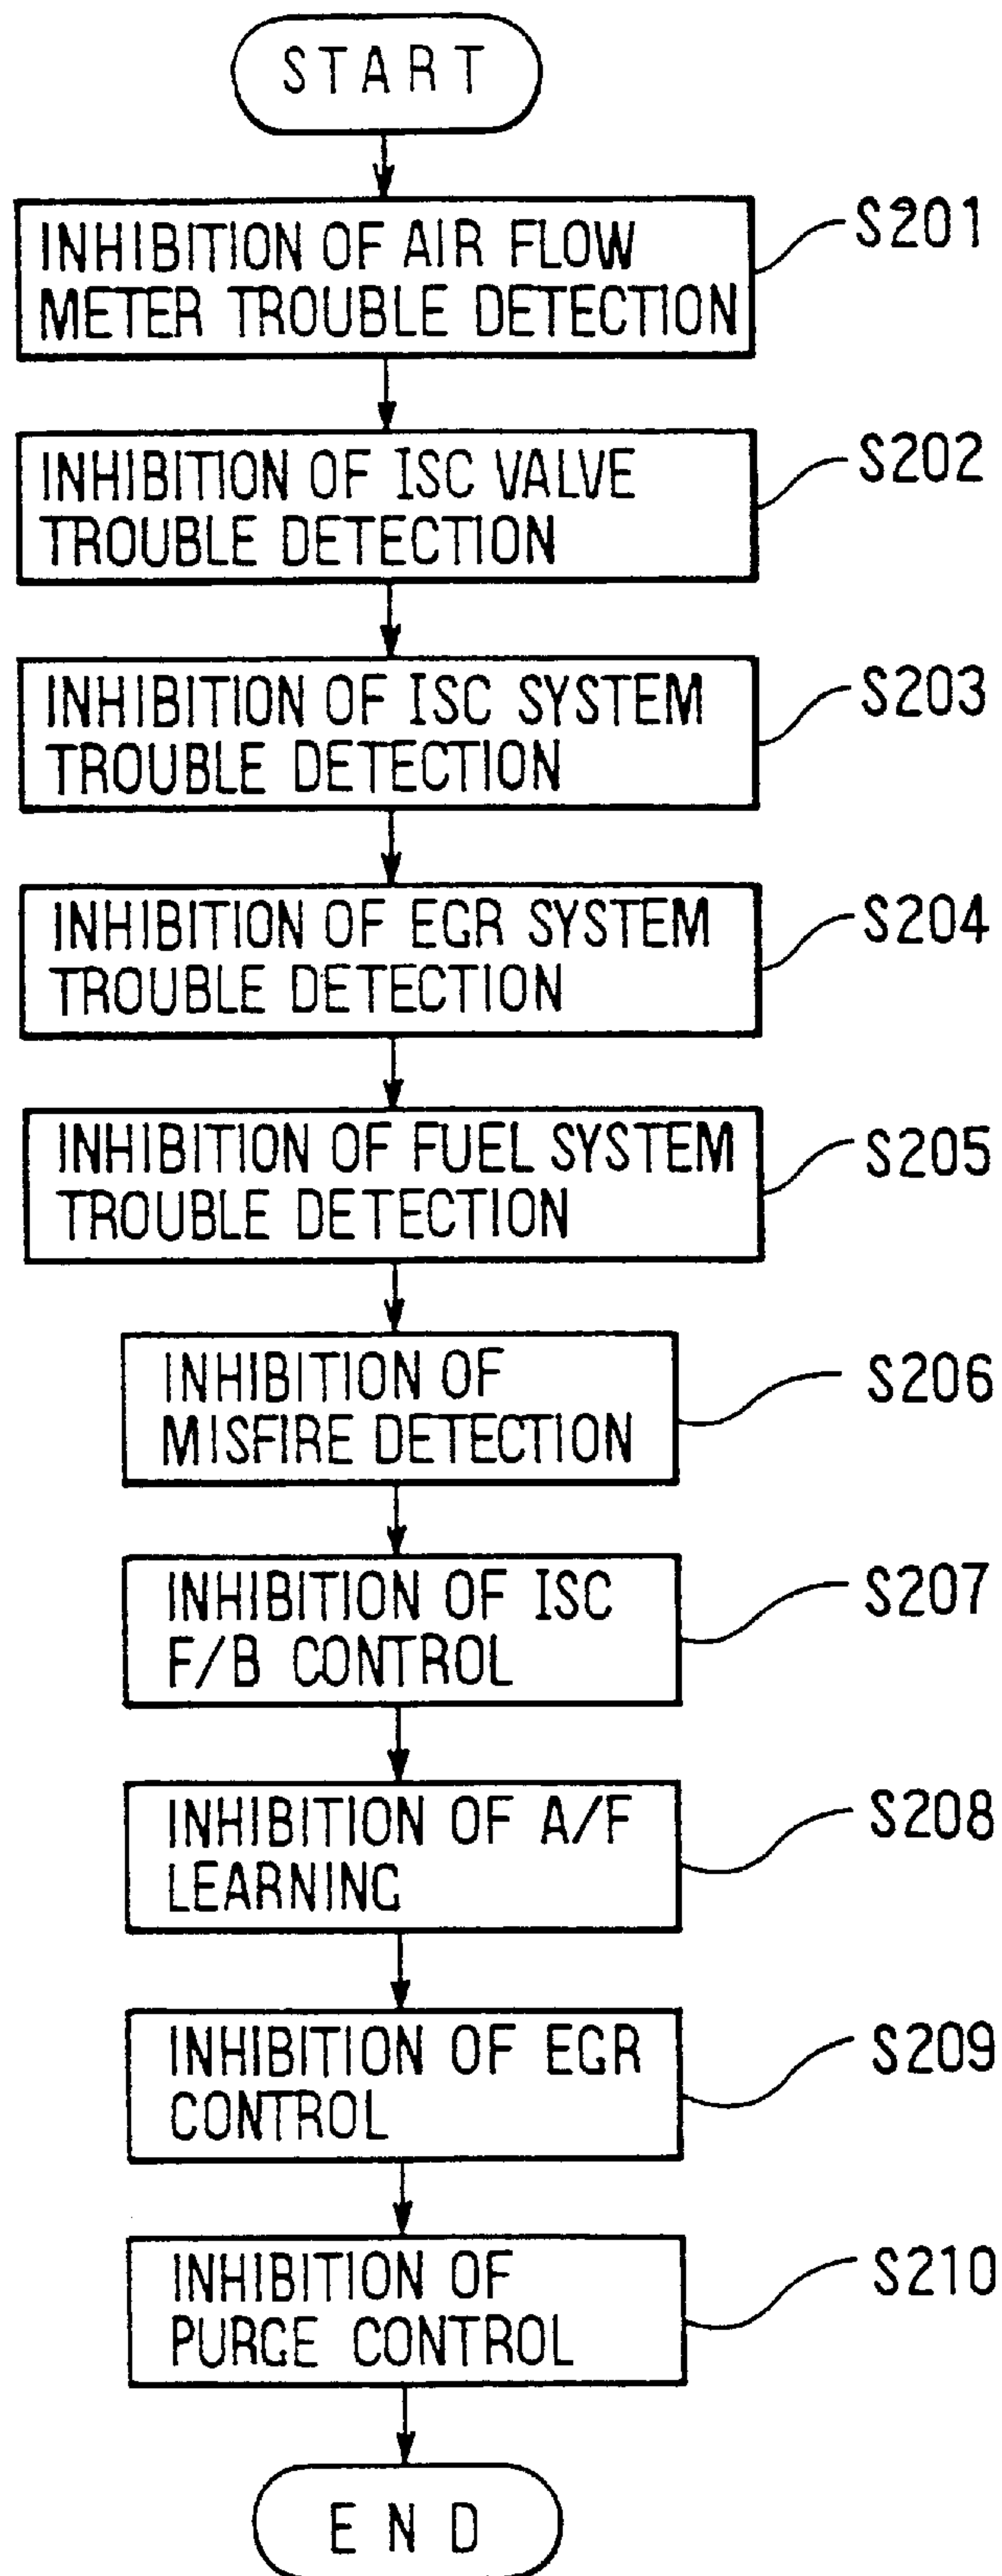 START
INHIBITION OF AIR FLOW
METER TROUBLE DETECTION
S201
INHIBITION OF ISC VALVE
TROUBLE DETECTION
S202
INHIBITION OF ISC SYSTEM
TROUBLE DETECTION
S203
INHIBITION OF EGR SYSTEM
TROUBLE DETECTION
S204
INHIBITION OF FUEL SYSTEM
TROUBLE DETECTION
S205
INHIBITION OF
MISFIRE DETECTION
S206
INHIBITION OF ISC
F/B CONTROL
S207
INHIBITION OF A/F
LEARNING
S208
INHIBITION OF EGR
CONTROL
S209
INHIBITION OF
PURGE CONTROL
S210
END